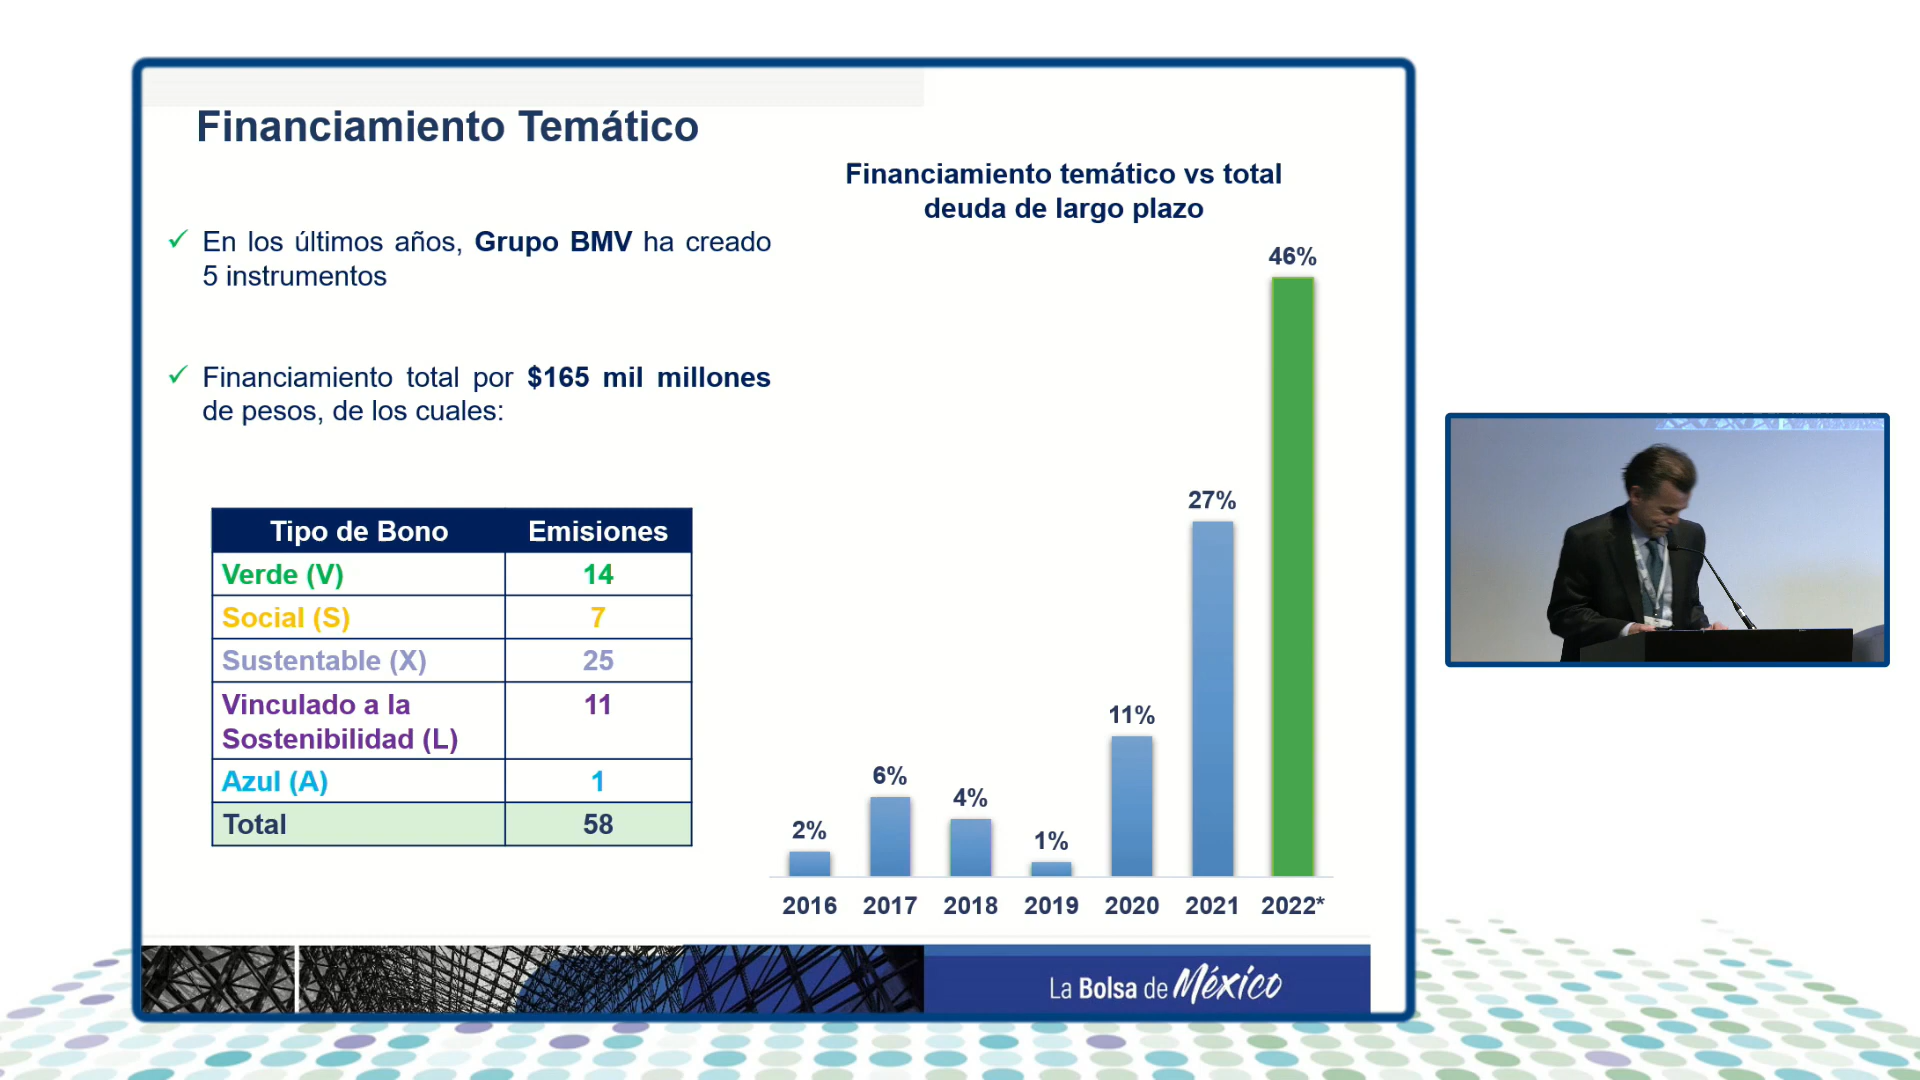 Financiamiento Temático
En los últimos años, Grupo BMV ha creado
5 instrumentos
Financiamiento total por $165 mil millones
de pesos, de los cuales:
Tipo de Bono Emisiones
Verde (V) 14
Social (S) 7
Sustentable (X) 25
Vinculado a la 11
Sostenibilidad (L)
Azul (A) 1
Total 58
Financiamiento temático vs total
deuda de largo plazo
46%
27%
11%
6%
4%
2%
1%
2016 2017 2018 2019 2020 2021 2022*
La Bolsa de México